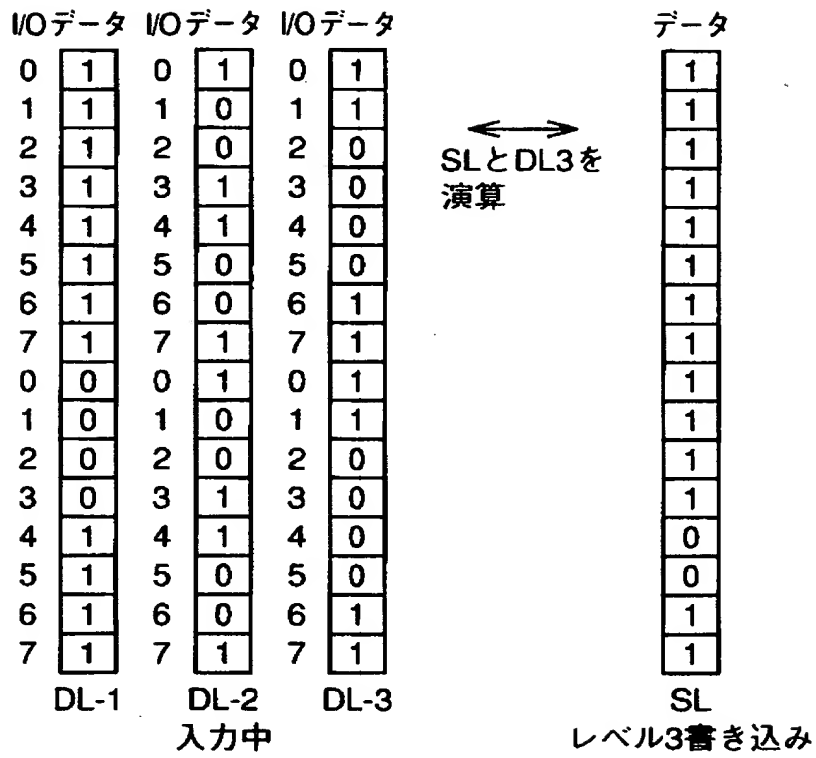 I/Oデータ I/Oデータ I/Oデータ データ
0 1 0 1 0 1 1
1 1 1 0 1 1 1
2 1 2 0 2 0 1
3 1 3 1 3 0 1
4 1 4 1 4 0 1
5 1 5 0 5 0 1
6 1 6 0 6 1 1
7 1 7 1 7 1 1
0 0 0 1 0 1 1
1 0 1 0 1 1 1
2 0 2 0 2 0 1
3 0 3 1 3 0 1
4 1 4 1 4 0 0
5 1 5 0 5 0 0
6 1 6 0 6 1 1
7 1 7 1 7 1 1
SLとDL3を
演算
DL-1 DL-2 DL-3 SL
入力中 レベル3書き込み